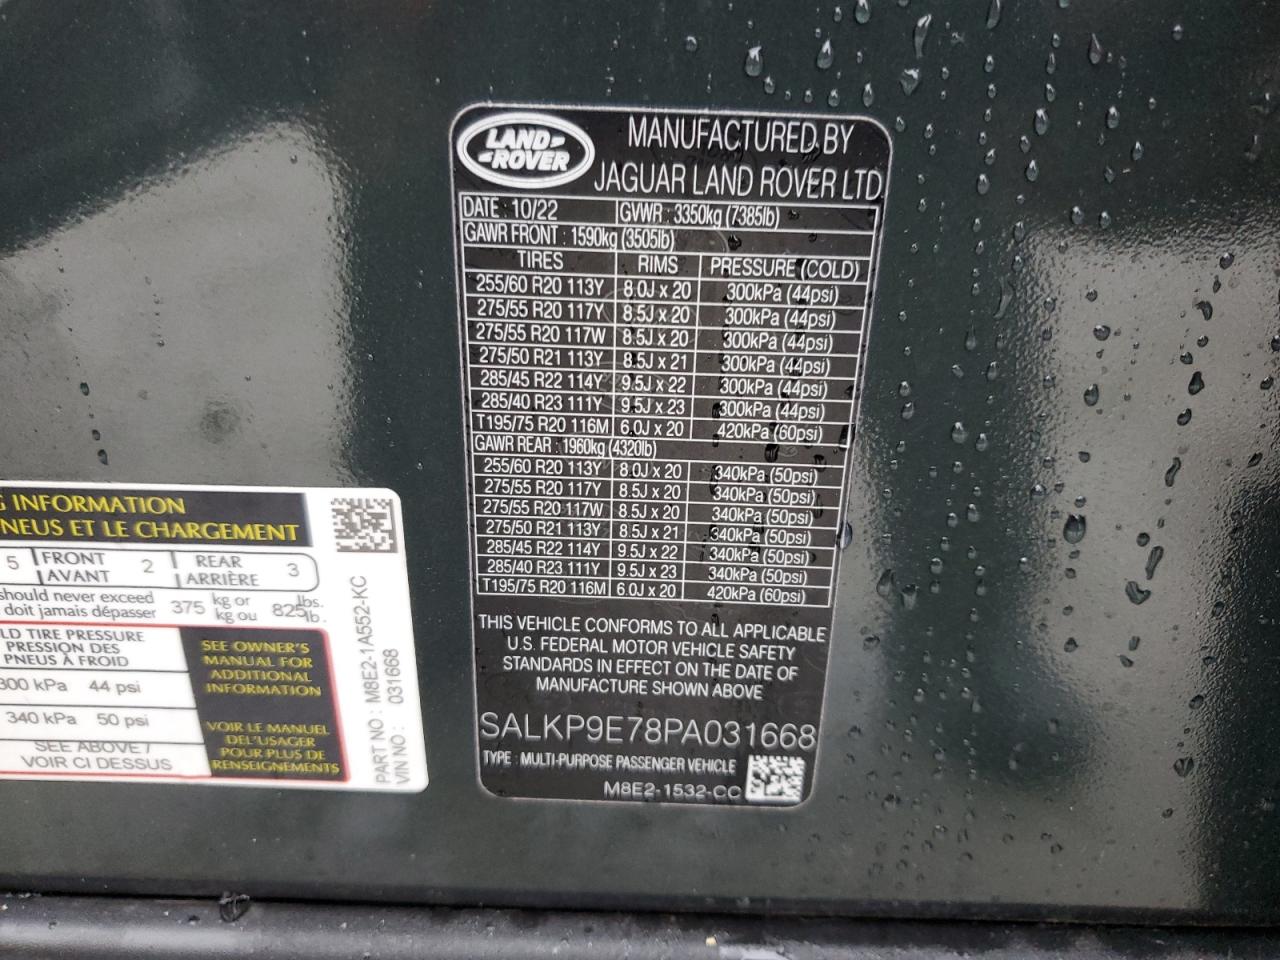 LAND ROVER
MANUFACTURED BY
JAGUAR LAND ROVER LTD
DATE : 10/22 GVWR : 3350kg (7385lb)
GAWR FRONT : 1590kg (3505lb)
TIRES RIMS PRESSURE (COLD)
255/60 R20 113Y 8.0J x 20 300kPa (44psi)
275/55 R20 117Y 8.5J x 20 300kPa (44psi)
275/55 R20 117W 8.5J x 20 300kPa (44psi)
275/50 R21 113Y 8.5J x 21 300kPa (44psi)
285/45 R22 114Y 9.5J x 22 300kPa (44psi)
285/40 R23 111Y 9.5J x 23 300kPa (44psi)
T195/75 R20 116M 6.0J x 20 420kPa (60psi)
GAWR REAR : 1960kg (4320lb)
255/60 R20 113Y 8.0J x 20 340kPa (50psi)
275/55 R20 117Y 8.5J x 20 340kPa (50psi)
275/55 R20 117W 8.5J x 20 340kPa (50psi)
275/50 R21 113Y 8.5J x 21 340kPa (50psi)
285/45 R22 114Y 9.5J x 22 340kPa (50psi)
285/40 R23 111Y 9.5J x 23 340kPa (50psi)
T195/75 R20 116M 6.0J x 20 420kPa (60psi)
THIS VEHICLE CONFORMS TO ALL APPLICABLE
U.S. FEDERAL MOTOR VEHICLE SAFETY
STANDARDS IN EFFECT ON THE DATE OF
MANUFACTURE SHOWN ABOVE
SALKP9E78PA031668
TYPE : MULTI-PURPOSE PASSENGER VEHICLE
M8E2-1532-CC
G INFORMATION
NEUS ET LE CHARGEMENT
5 FRONT 2 REAR 3
AVANT ARRIÈRE
should never exceed 375 kg or 825 lbs.
doit jamais dépasser kg ou lb.
LD TIRE PRESSURE
PRESSION DES
PNEUS À FROID
300 kPa 44 psi
340 kPa 50 psi
SEE ABOVE /
VOIR CI DESSUS
SEE OWNER'S
MANUAL FOR
ADDITIONAL
INFORMATION
VOIR LE MANUEL
DEL'USAGER
POUR PLUS DE
RENSEIGNEMENTS
PART NO : M8E2-1A552-KC
VIN NO : 031668